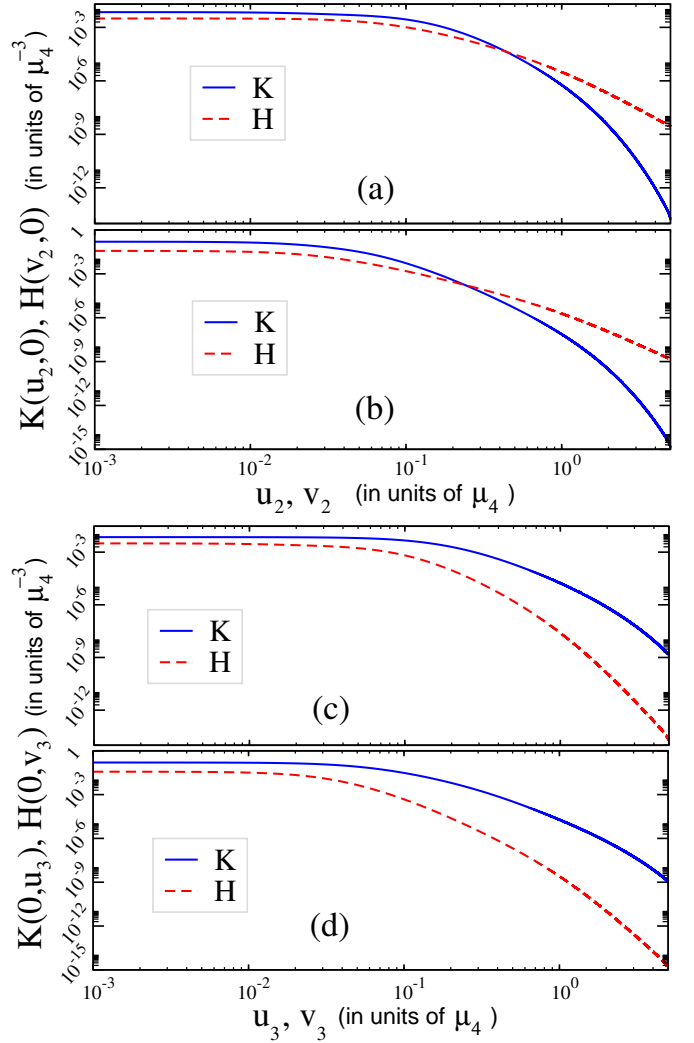 K(u₂,0), H(v₂,0) (in units of μ₄⁻³)
10⁻³
10⁻⁶
10⁻⁹
10⁻¹²
K
H
(a)
1
10⁻³
10⁻⁶
10⁻⁹
10⁻¹²
10⁻¹⁵
K
H
(b)
10⁻³ 10⁻² 10⁻¹ 10⁰
u₂, v₂ (in units of μ₄ )
K(0,u₃), H(0,v₃) (in units of μ₄⁻³)
10⁻³
10⁻⁶
10⁻⁹
10⁻¹²
K
H
(c)
1
10⁻³
10⁻⁶
10⁻⁹
10⁻¹²
10⁻¹⁵
K
H
(d)
10⁻³ 10⁻² 10⁻¹ 10⁰
u₃, v₃ (in units of μ₄ )